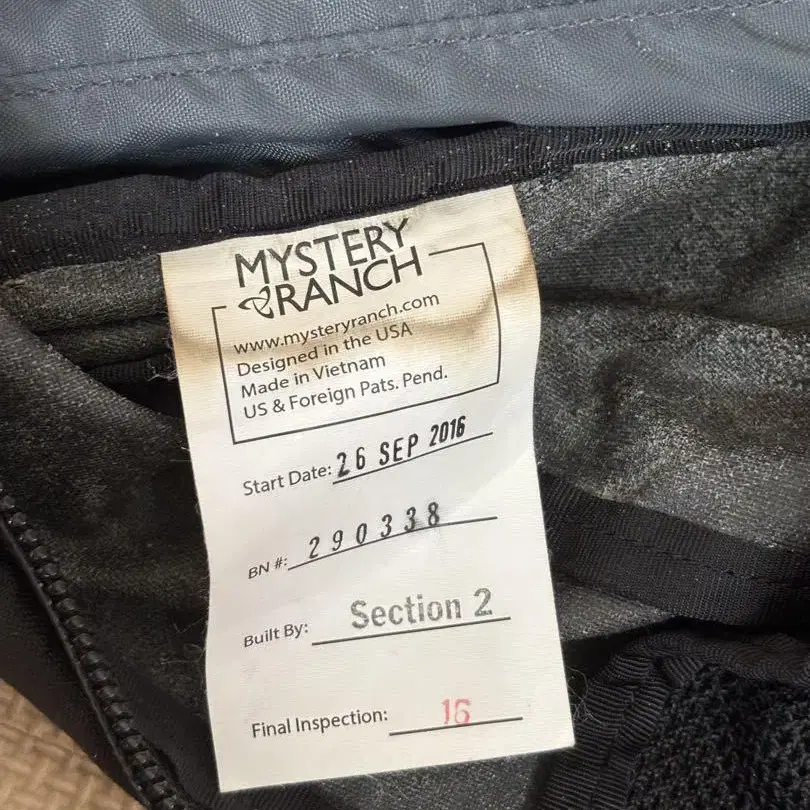 MYSTERY
RANCH
www.mysteryranch.com
Designed in the USA
Made in Vietnam
US & Foreign Pats. Pend.
Start Date: 26 SEP 2016
BN #: 290338
Built By: Section 2
Final Inspection: 16